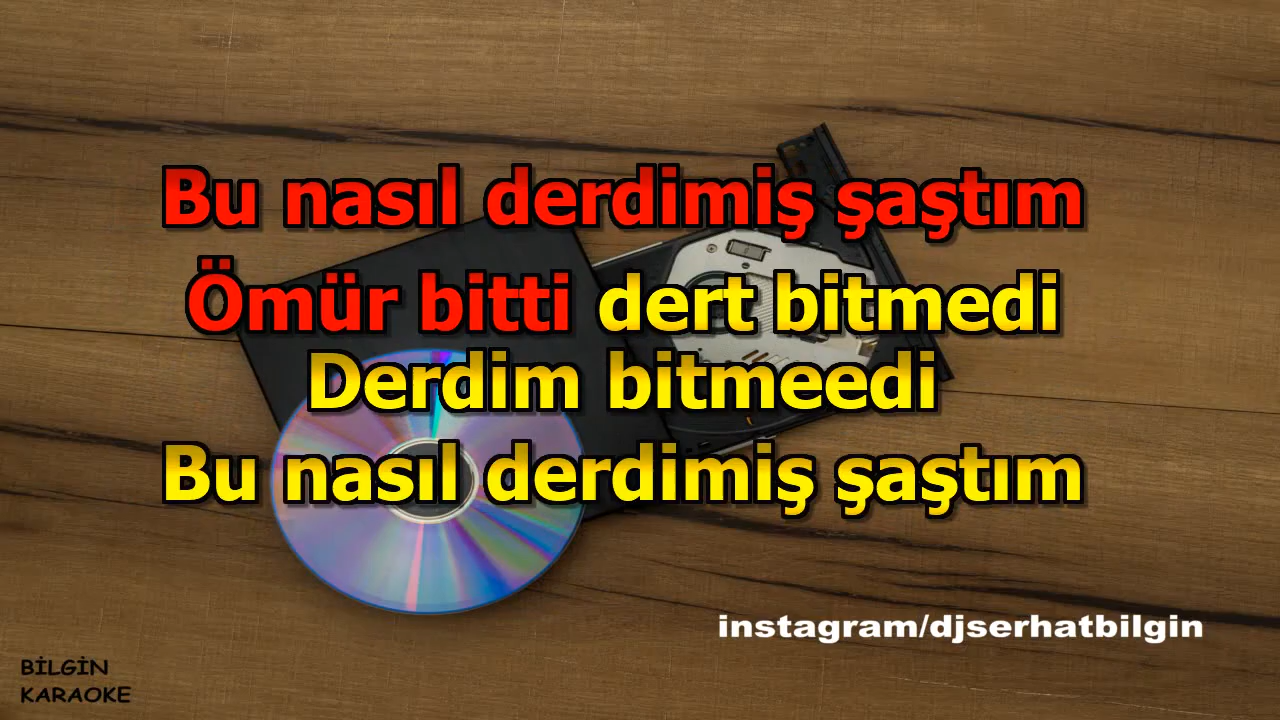 Bu nasıl derdimiş şaştım
Ömür bitti dert bitmedi
Derdim bitmeedi
Bu nasıl derdimiş şaştım
instagram/djserhatbilgin
BİLGİN
KARAOKE